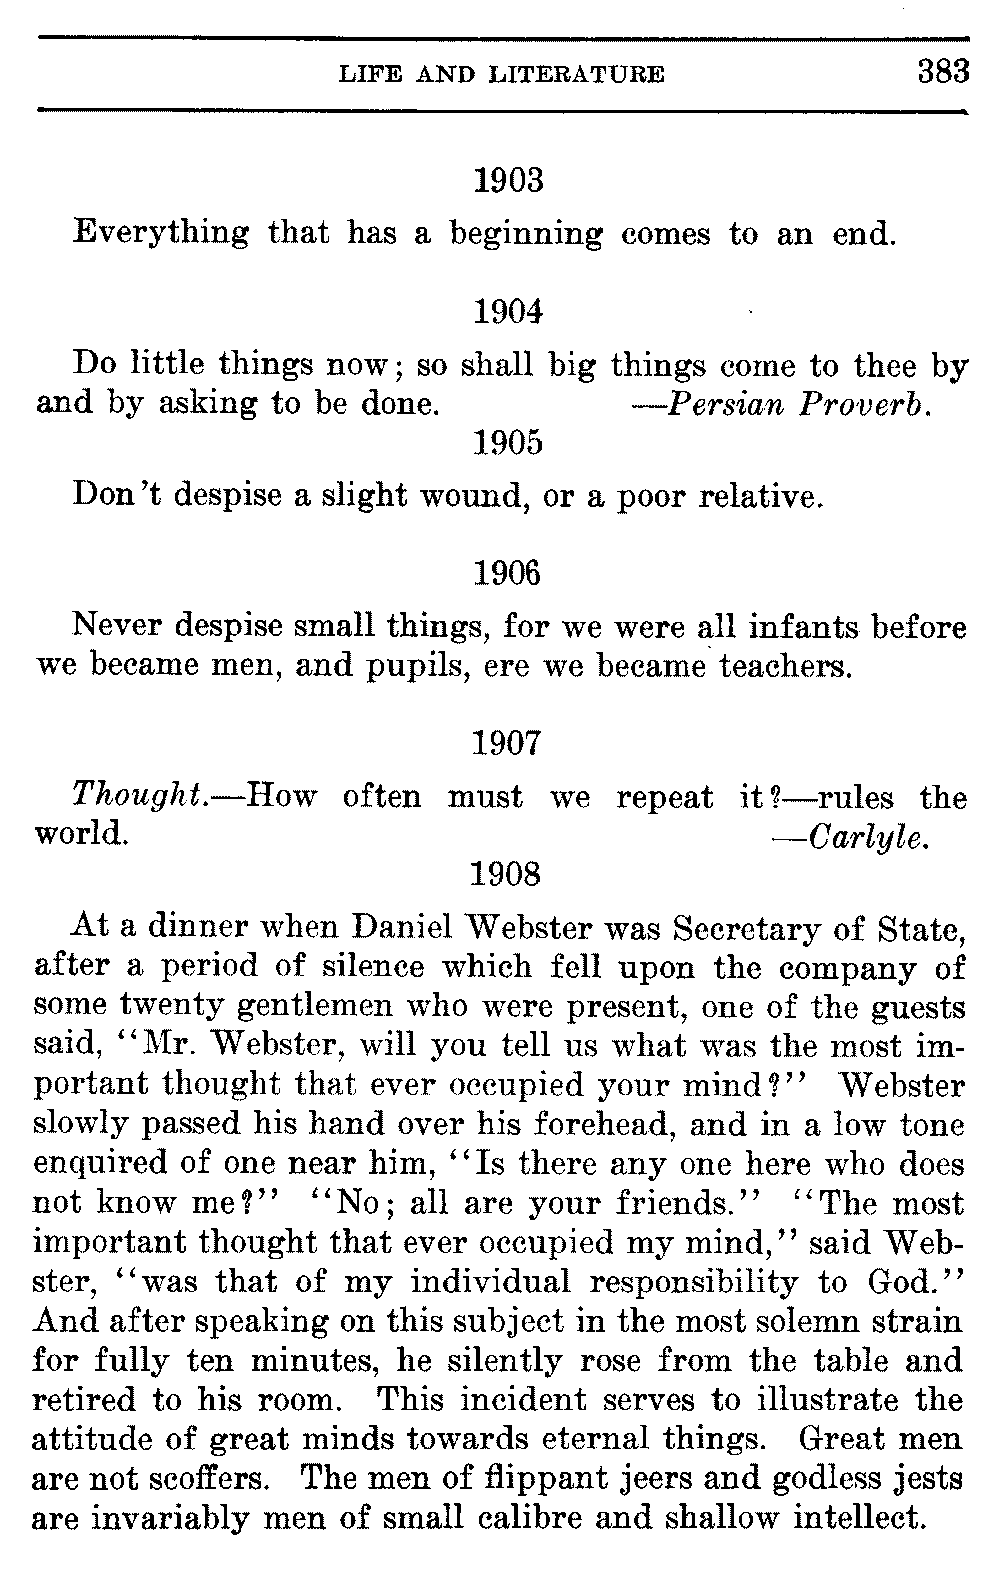 LIFE AND LITERATURE 383
1903
Everything that has a beginning comes to an end.
1904
Do little things now; so shall big things come to thee by
and by asking to be done. —Persian Proverb.
1905
Don't despise a slight wound, or a poor relative.
1906
Never despise small things, for we were all infants before
we became men, and pupils, ere we became teachers.
1907
Thought.—How often must we repeat it?—rules the
world. —Carlyle.
1908
At a dinner when Daniel Webster was Secretary of State,
after a period of silence which fell upon the company of
some twenty gentlemen who were present, one of the guests
said, "Mr. Webster, will you tell us what was the most im-
portant thought that ever occupied your mind?" Webster
slowly passed his hand over his forehead, and in a low tone
enquired of one near him, "Is there any one here who does
not know me?" "No; all are your friends." "The most
important thought that ever occupied my mind," said Web-
ster, "was that of my individual responsibility to God."
And after speaking on this subject in the most solemn strain
for fully ten minutes, he silently rose from the table and
retired to his room. This incident serves to illustrate the
attitude of great minds towards eternal things. Great men
are not scoffers. The men of flippant jeers and godless jests
are invariably men of small calibre and shallow intellect.